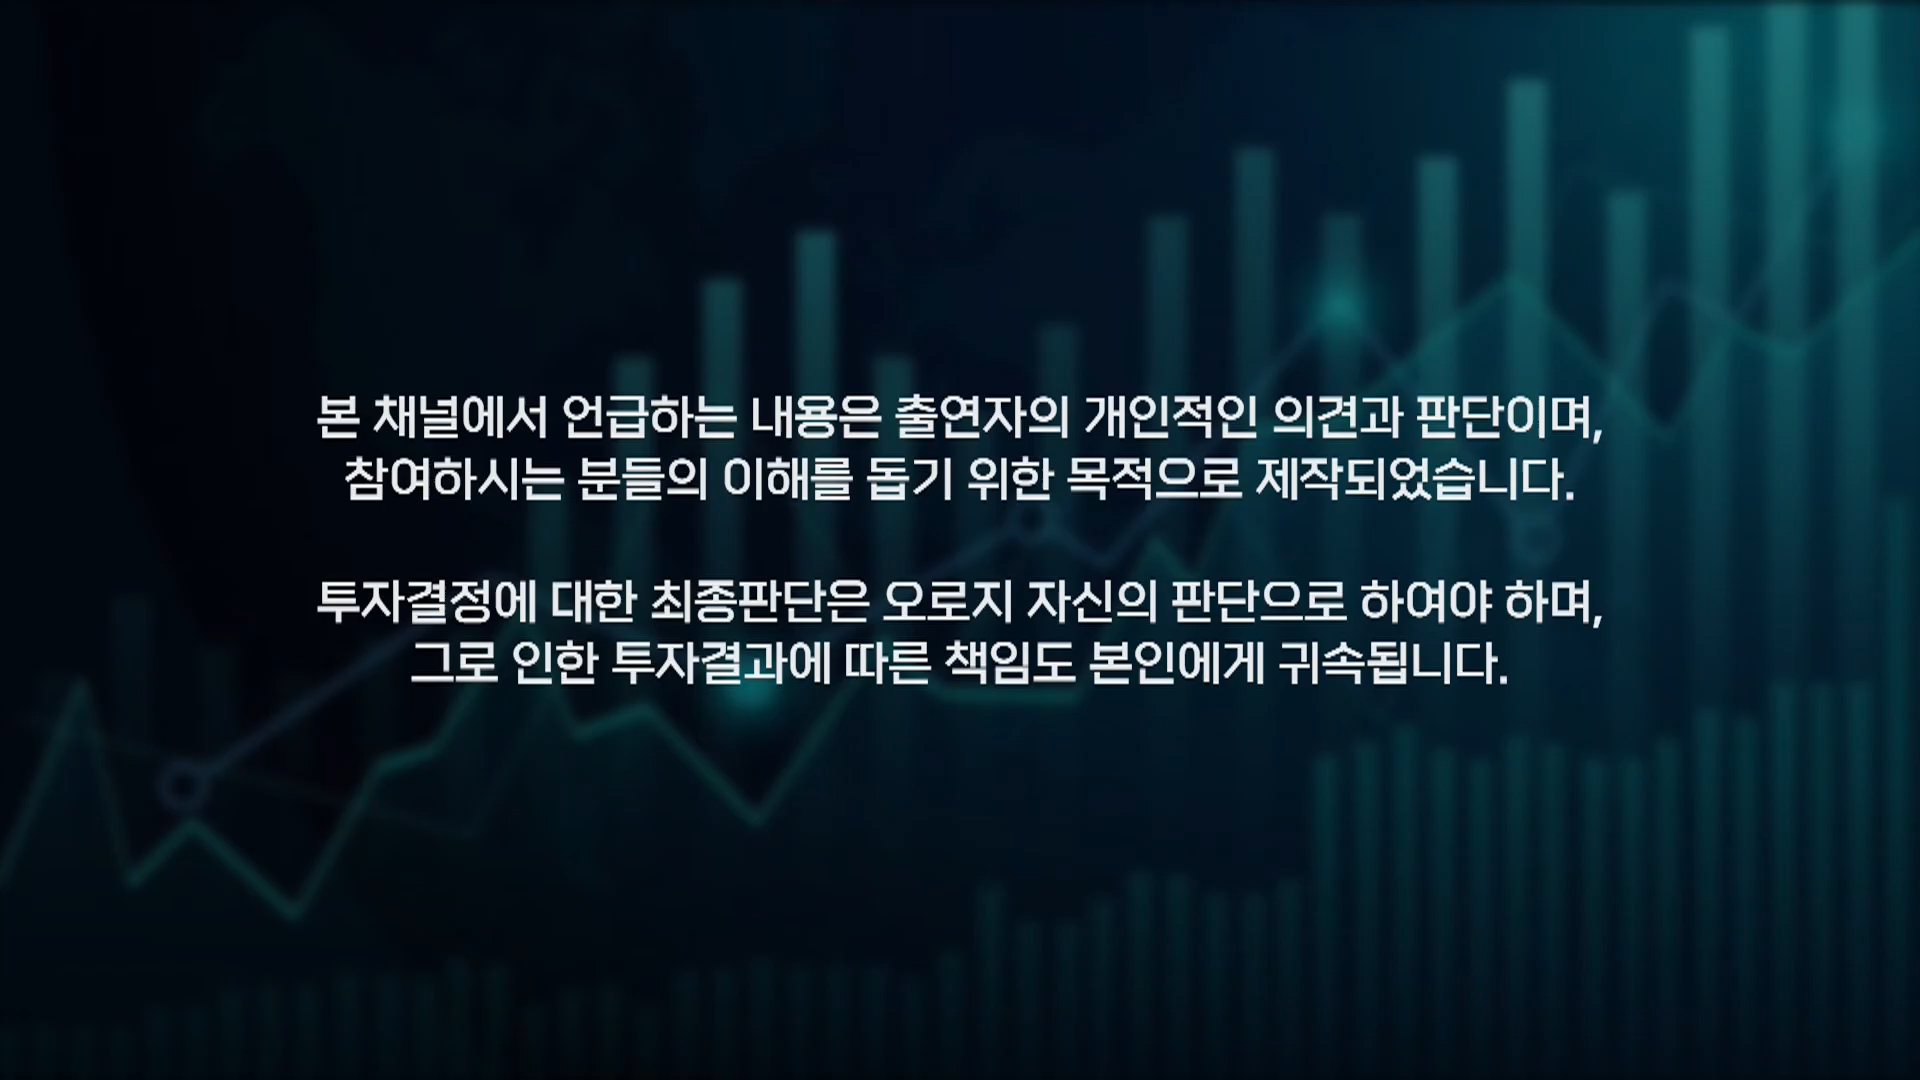 본 채널에서 언급하는 내용은 출연자의 개인적인 의견과 판단이며,
참여하시는 분들의 이해를 돕기 위한 목적으로 제작되었습니다.
투자결정에 대한 최종판단은 오로지 자신의 판단으로 하여야 하며,
그로 인한 투자결과에 따른 책임도 본인에게 귀속됩니다.